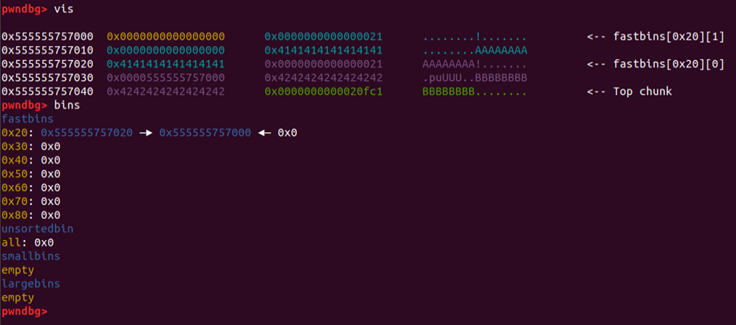 pwndbg> vis
0x555555757000 0x0000000000000000 0x0000000000000021 ........!....... <-- fastbins[0x20][1]
0x555555757010 0x0000000000000000 0x4141414141414141 ........AAAAAAAA
0x555555757020 0x4141414141414141 0x0000000000000021 AAAAAAAA!....... <-- fastbins[0x20][0]
0x555555757030 0x0000555555757000 0x4242424242424242 .puUUU..BBBBBBBB
0x555555757040 0x4242424242424242 0x0000000000020fc1 BBBBBBBB........ <-- Top chunk
pwndbg> bins
fastbins
0x20: 0x555555757020 —▸ 0x555555757000 ◂— 0x0
0x30: 0x0
0x40: 0x0
0x50: 0x0
0x60: 0x0
0x70: 0x0
0x80: 0x0
unsortedbin
all: 0x0
smallbins
empty
largebins
empty
pwndbg>